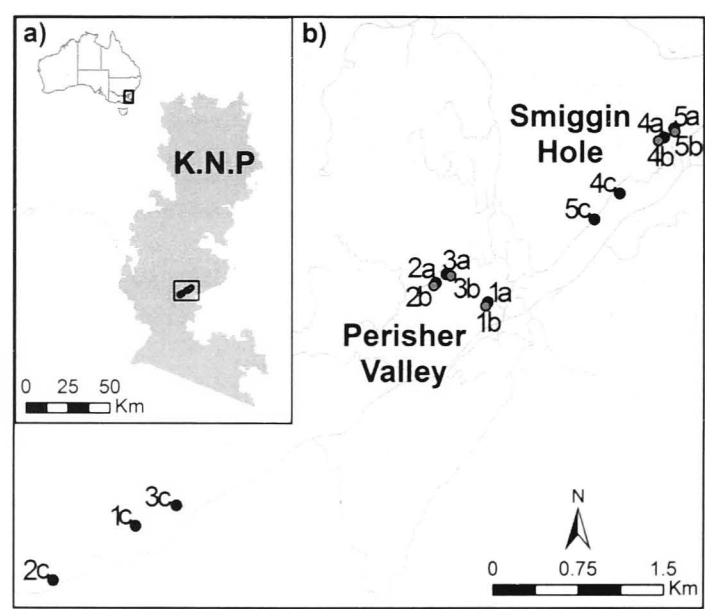 a)
K.N.P
0 25 50
Km
b)
Smiggin
Hole
4a 5a
4b 5b
4c
5c
2a 3a
2b 3b 1a
1b
Perisher
Valley
3c
1c
2c
N
0 0.75 1.5
Km